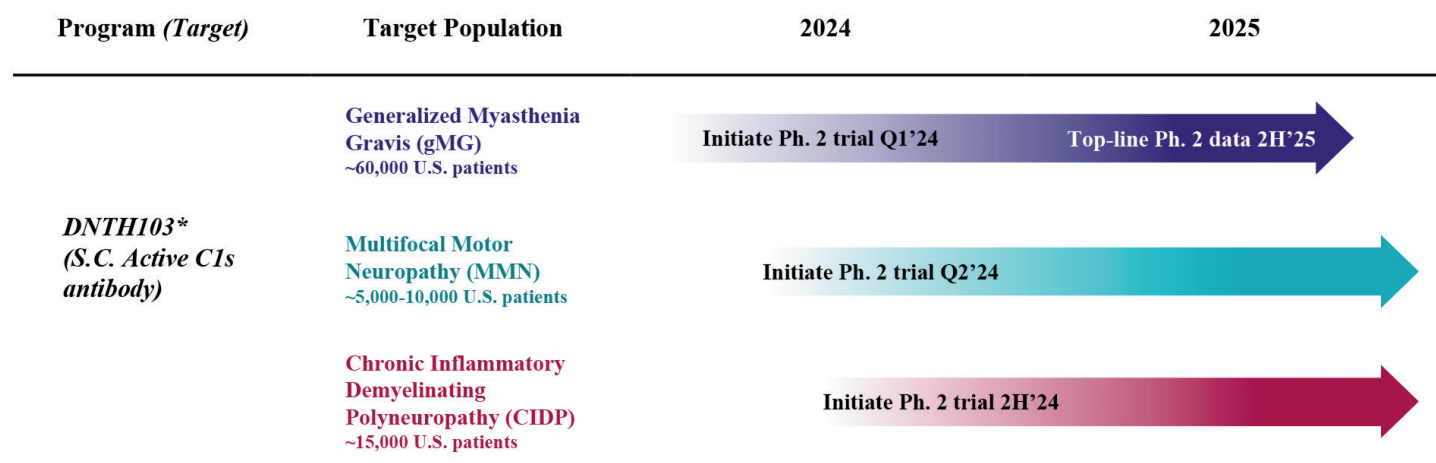 Program (Target)
Target Population
2024
2025
Generalized Myasthenia
Gravis (gMG)
~60,000 U.S. patients
Initiate Ph. 2 trial Q1’24
Top-line Ph. 2 data 2H’25
DNTH103*
(S.C. Active C1s
antibody)
Multifocal Motor
Neuropathy (MMN)
~5,000-10,000 U.S. patients
Initiate Ph. 2 trial Q2’24
Chronic Inflammatory
Demyelinating
Polyneuropathy (CIDP)
~15,000 U.S. patients
Initiate Ph. 2 trial 2H’24